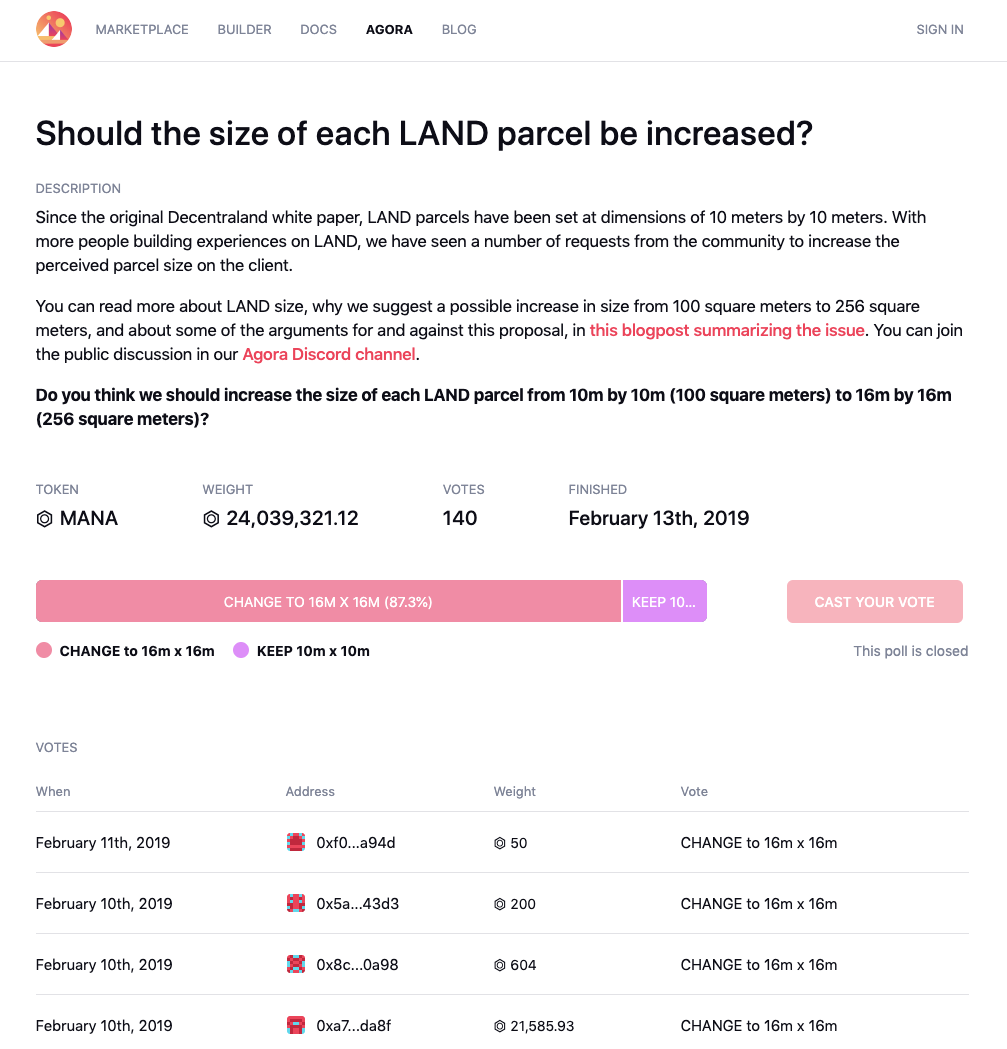 MARKETPLACE BUILDER DOCS AGORA BLOG SIGN IN
Should the size of each LAND parcel be increased?
DESCRIPTION
Since the original Decentraland white paper, LAND parcels have been set at dimensions of 10 meters by 10 meters. With
more people building experiences on LAND, we have seen a number of requests from the community to increase the
perceived parcel size on the client.
You can read more about LAND size, why we suggest a possible increase in size from 100 square meters to 256 square
meters, and about some of the arguments for and against this proposal, in this blogpost summarizing the issue. You can join
the public discussion in our Agora Discord channel.
Do you think we should increase the size of each LAND parcel from 10m by 10m (100 square meters) to 16m by 16m
(256 square meters)?
TOKEN WEIGHT VOTES FINISHED
MANA 24,039,321.12 140 February 13th, 2019
CHANGE TO 16M X 16M (87.3%) KEEP 10... CAST YOUR VOTE
CHANGE to 16m x 16m KEEP 10m x 10m This poll is closed
VOTES
When Address Weight Vote
February 11th, 2019 0xf0...a94d 50 CHANGE to 16m x 16m
February 10th, 2019 0x5a...43d3 200 CHANGE to 16m x 16m
February 10th, 2019 0x8c...0a98 604 CHANGE to 16m x 16m
February 10th, 2019 0xa7...da8f 21,585.93 CHANGE to 16m x 16m